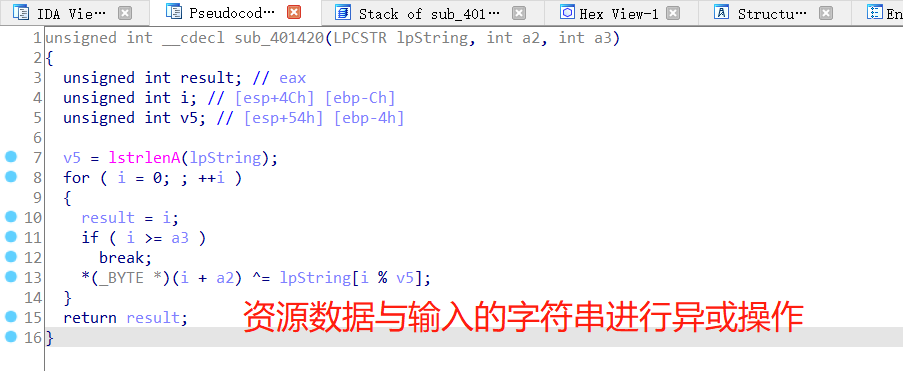 IDA Vie…
Pseudocod…
Stack of sub_401…
Hex View-1
Structu…
En
1 unsigned int __cdecl sub_401420(LPCSTR lpString, int a2, int a3)
2 {
3 unsigned int result; // eax
4 unsigned int i; // [esp+4Ch] [ebp-Ch]
5 unsigned int v5; // [esp+54h] [ebp-4h]
6
7 v5 = lstrlenA(lpString);
8 for ( i = 0; ; ++i )
9 {
10 result = i;
11 if ( i >= a3 )
12 break;
13 *(_BYTE *)(i + a2) ^= lpString[i % v5];
14 }
15 return result;
16 }
资源数据与输入的字符串进行异或操作